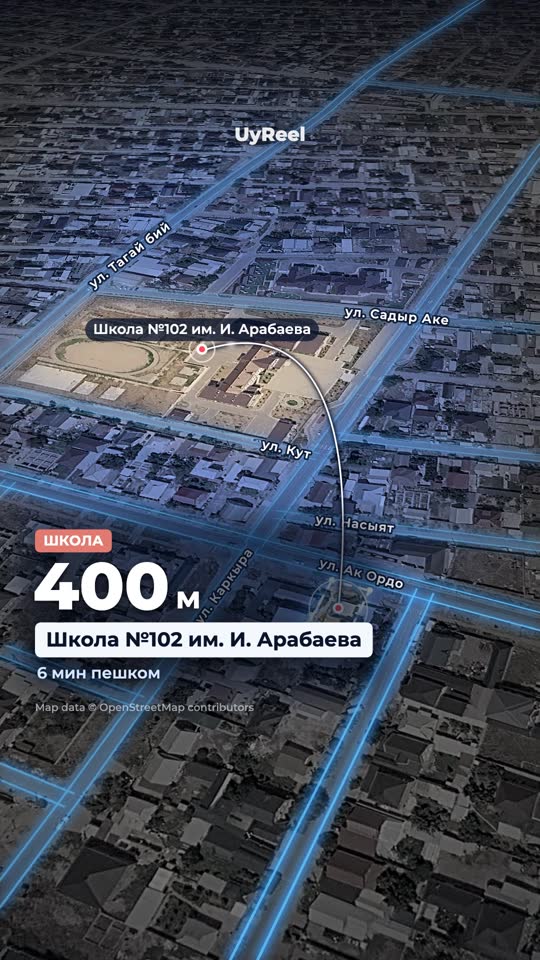 UyReel
ул. Тагай бий
ул. Садыр Аке
Школа №102 им. И. Арабаева
ул. Кут
ул. Насыят
ул. Ак Ордо
ул. Каркыра
ШКОЛА
400 м
Школа №102 им. И. Арабаева
6 мин пешком
Map data © OpenStreetMap contributors